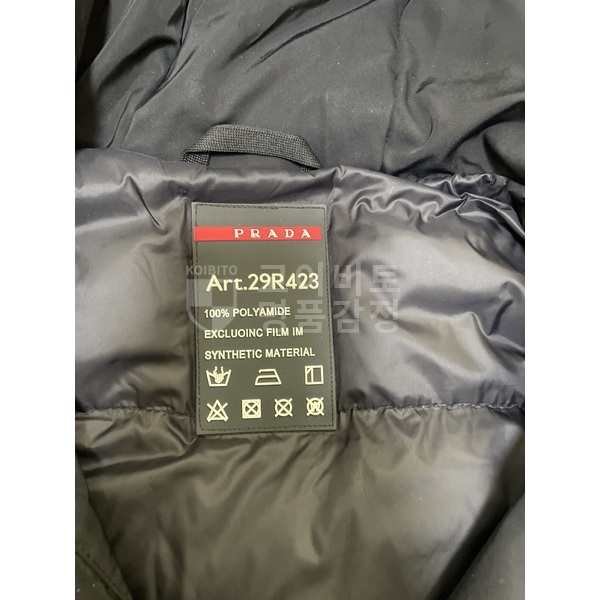 PRADA
Art.29R423
100% POLYAMIDE
EXCLUOINC FILM IM
SYNTHETIC MATERIAL
KOIBITO
코이비토
명품감정